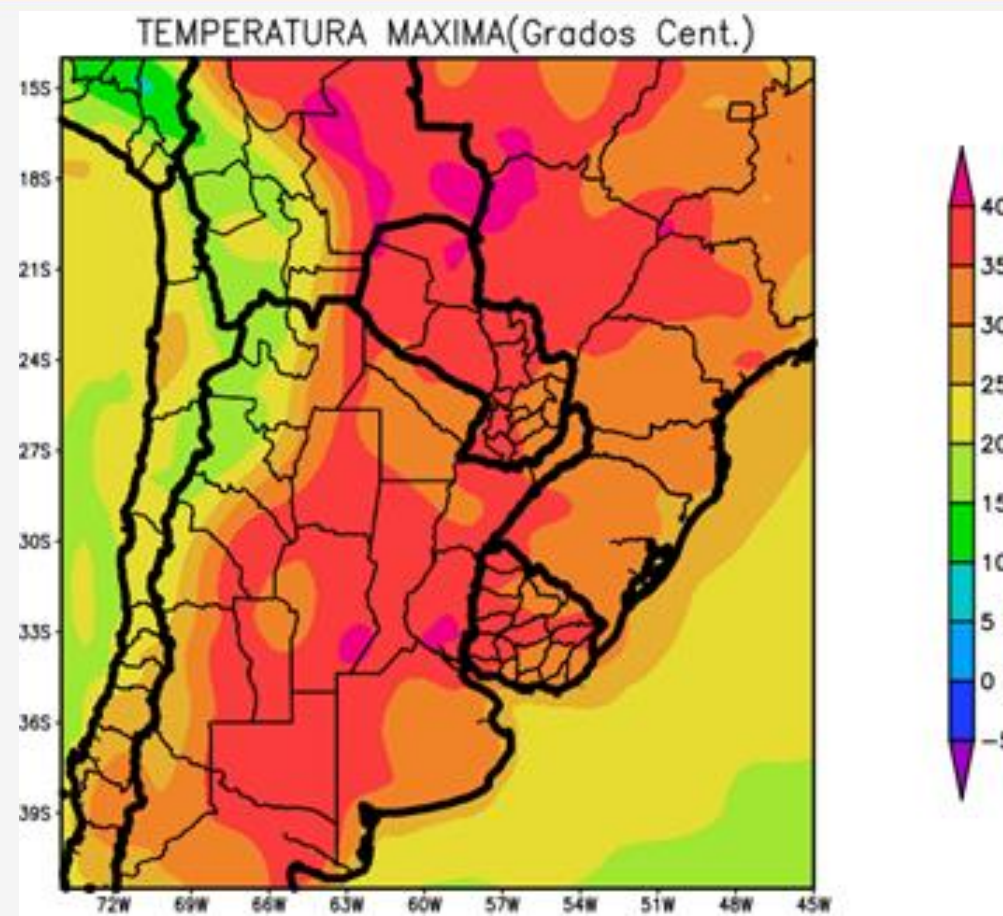 TEMPERATURA MAXIMA(Grados Cent.)
15S
18S
21S
24S
27S
30S
33S
36S
39S
72W 69W 66W 63W 60W 57W 54W 51W 48W 45W
40
35
30
25
20
15
10
5
0
-5